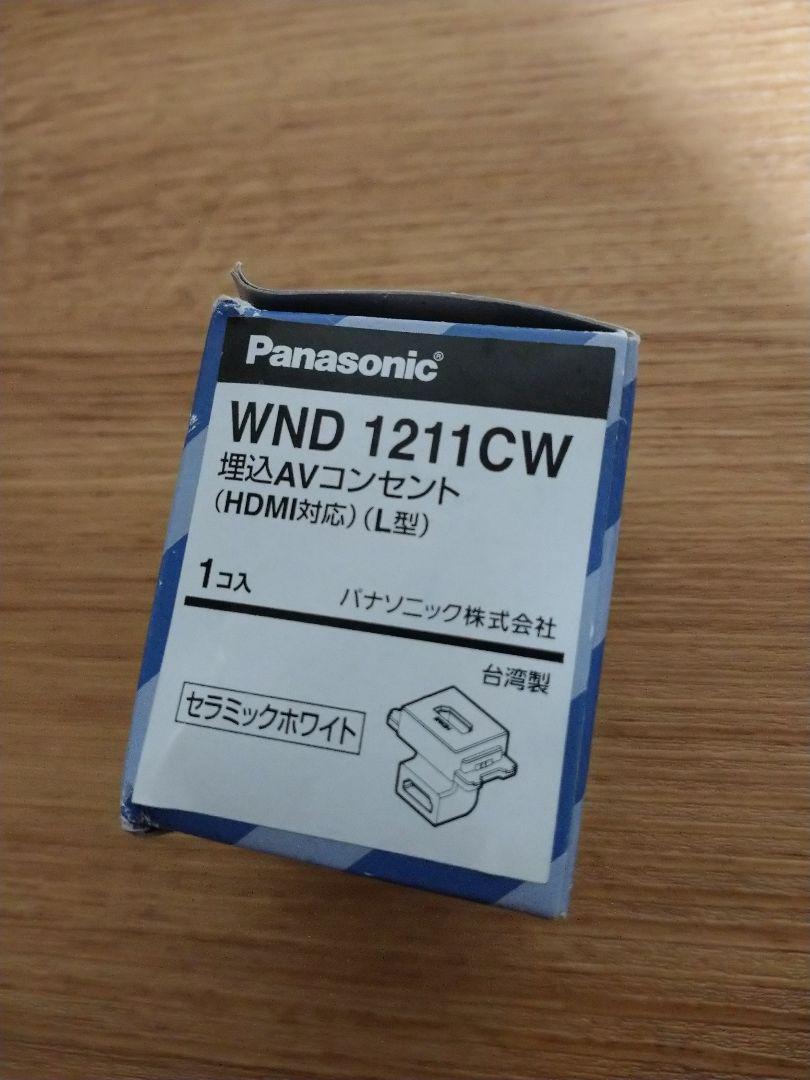 Panasonic®
WND 1211CW
埋込AVコンセント
(HDMI対応)(L型)
1コ入
パナソニック株式会社
台湾製
セラミックホワイト